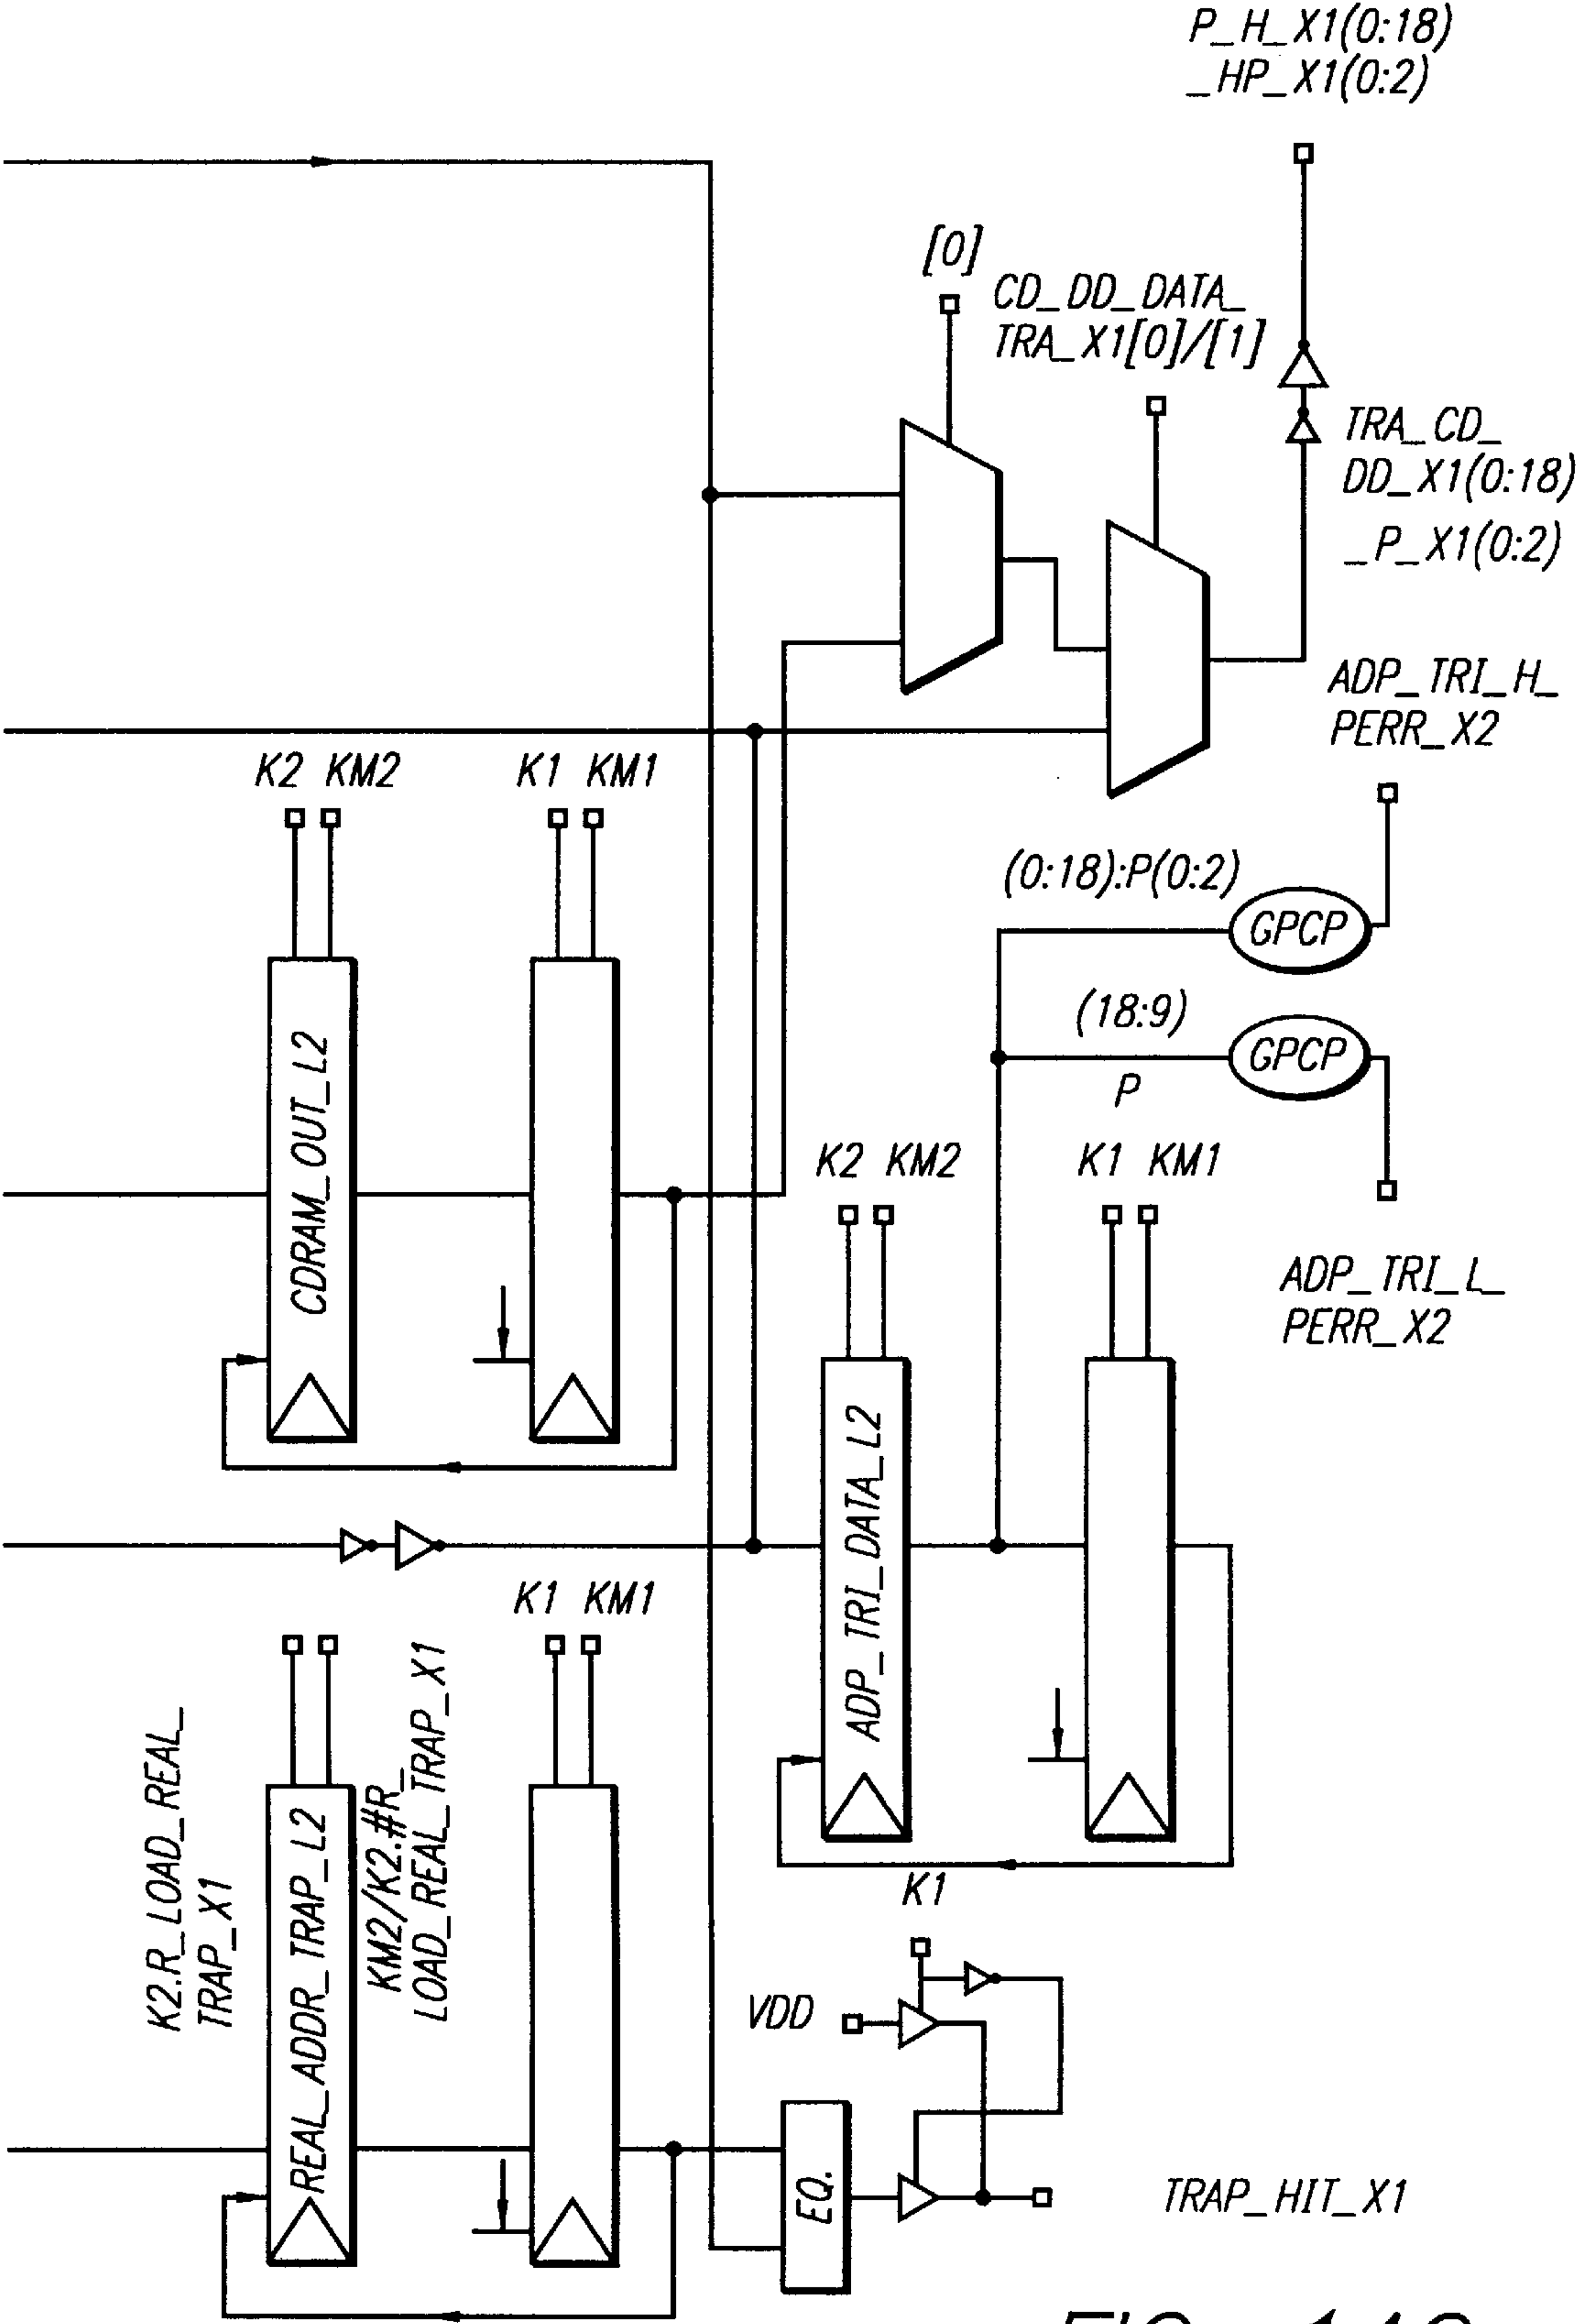 P_H_X1(0:18)
_HP_X1(0:2)
[0]
CD_DD_DATA_
TRA_X1[0]/[1]
TRA_CD_
DD_X1(0:18)
_P_X1(0:2)
ADP_TRI_H_
PERR_X2
K2 KM2
K1 KM1
(0:18):P(0:2)
GPCP
(18:9)
GPCP
P
CDRAM_OUT_L2
K2 KM2
K1 KM1
ADP_TRI_L_
PERR_X2
ADP_TRI_DATA_L2
K1 KM1
K2.R_LOAD_REAL_
TRAP_X1
REAL_ADDR_TRAP_L2
KM2/K2.#R_
LOAD_REAL_TRAP_X1
K1
VDD
EQ.
TRAP_HIT_X1